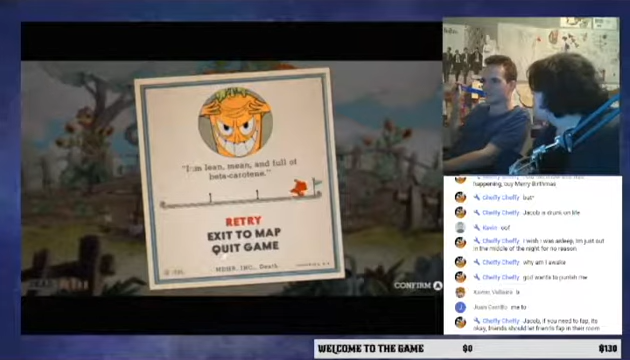 "I'm lean, mean, and full of
beta-carotene."
RETRY
EXIT TO MAP
QUIT GAME
CONFIRM A
happening, say Merry Birthmas
Cheffy Cheffy but*
Cheffy Cheffy Jacob is drunk on life
Kevin oof
Cheffy Cheffy I wish I was asleep, Im just out
in the middle of the night for no reason
Cheffy Cheffy why am I awake
Cheffy Cheffy god wants to punish me
me to
Cheffy Cheffy Jacob, if you need to fap, its
okay, friends should let friends fap in their room
WELCOME TO THE GAME
$0
$130